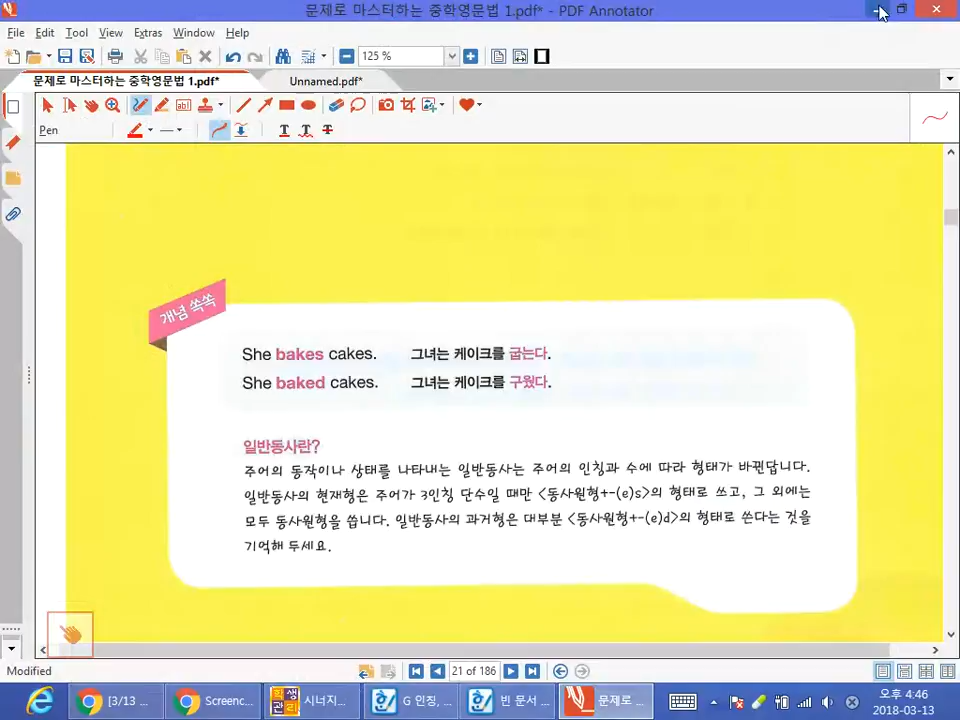 문제로 마스터하는 중학영문법 1.pdf* - PDF Annotator
File Edit Tool View Extras Window Help
125 %
문제로 마스터하는 중학영문법 1.pdf* Unnamed.pdf*
Pen
개념 쏙쏙
She bakes cakes. 그녀는 케이크를 굽는다.
She baked cakes. 그녀는 케이크를 구웠다.
일반동사란?
주어의 동작이나 상태를 나타내는 일반동사는 주어의 인칭과 수에 따라 형태가 바뀐답니다.
일반동사의 현재형은 주어가 3인칭 단수일 때만 <동사원형+-(e)s>의 형태로 쓰고, 그 외에는
모두 동사원형을 씁니다. 일반동사의 과거형은 대부분 <동사원형+-(e)d>의 형태로 쓴다는 것을
기억해 두세요.
Modified 21 of 186
[3/13 ... Screenc... 학생관리 시너지... G 인칭, ... 빈 문서 ... 문제로 ... 오후 4:46
2018-03-13